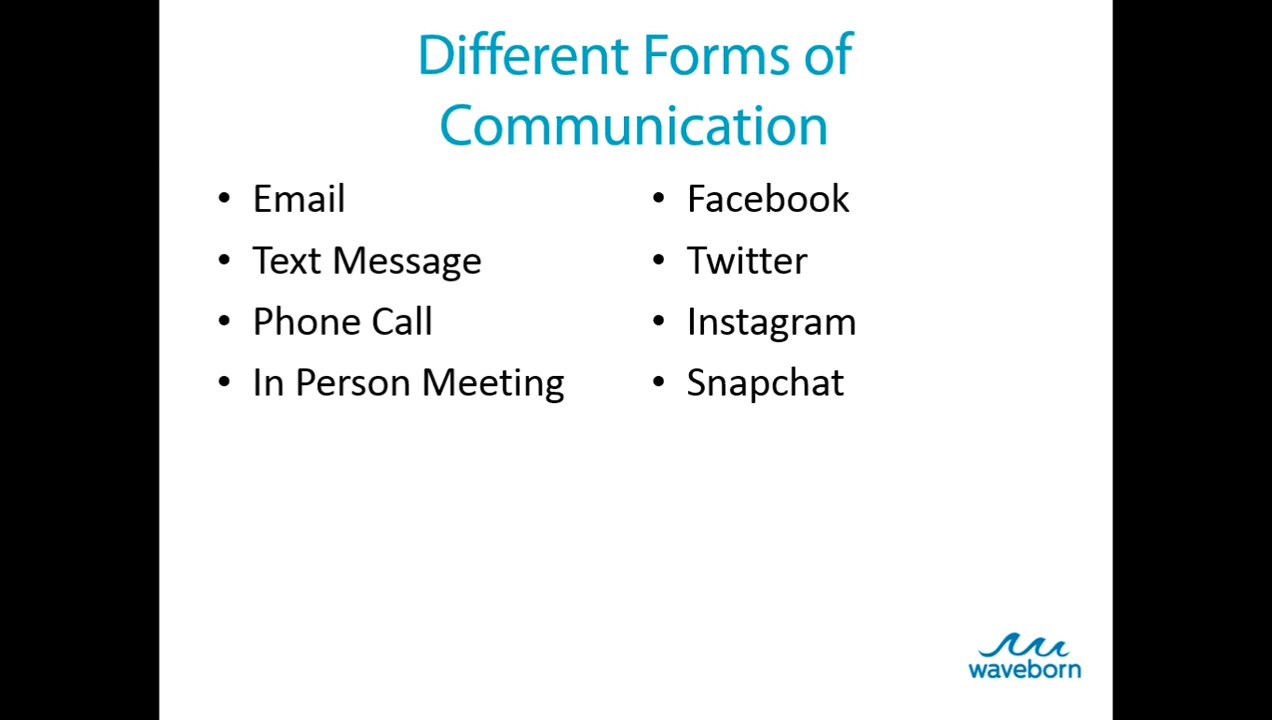 Different Forms of
Communication
• Email
• Text Message
• Phone Call
• In Person Meeting
• Facebook
• Twitter
• Instagram
• Snapchat
waveborn